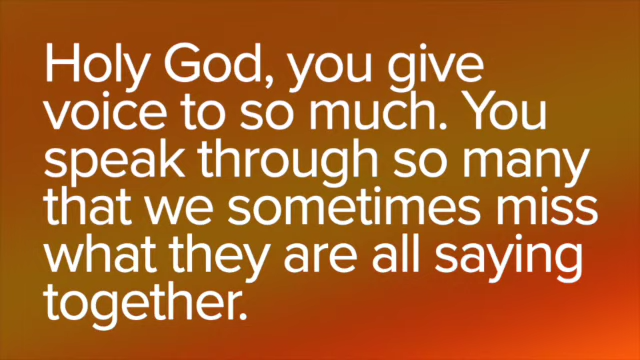 Holy God, you give
voice to so much. You
speak through so many
that we sometimes miss
what they are all saying
together.